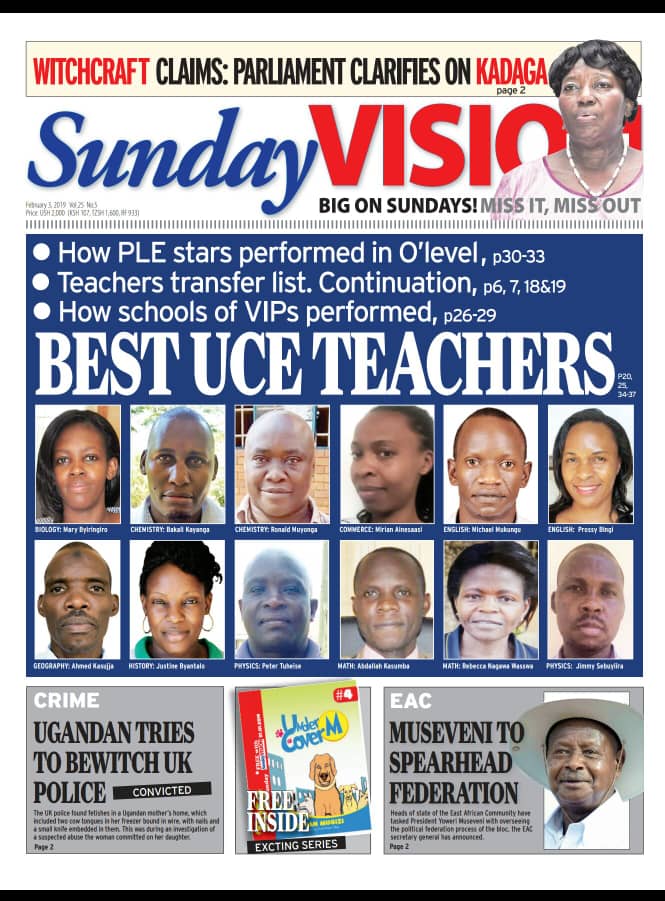 WITCHCRAFT CLAIMS: PARLIAMENT CLARIFIES ON KADAGA
page 2
Sunday VISION
BIG ON SUNDAYS! MISS IT, MISS OUT
February 3, 2019 Vol.25 No.5
Price: USH 2,000 (KSH 107, TZSH 1,600, RF 933)
• How PLE stars performed in O'level, p30-33
• Teachers transfer list. Continuation, p6, 7,18&19
• How schools of VIPs performed, p26-29
BEST UCE TEACHERS
P20,
25,
34-37
BIOLOGY: Mary Byiringiro
CHEMISTRY: Bakali Kayanga
CHEMISTRY: Ronald Muyonga
COMMERCE: Mirian Ainesaasi
ENGLISH: Michael Mukungu
ENGLISH: Prossy Bingi
GEOGRAPHY: Ahmed Kasujja
HISTORY: Justine Byantalo
PHYSICS: Peter Tuheise
MATH: Abdallah Kasumba
MATH: Rebecca Nagawa Wasswa
PHYSICS: Jimmy Sebuyiira
CRIME
UGANDAN TRIES
TO BEWITCH UK
POLICE CONVICTED
The UK police found fetishes in a Ugandan mother's home, which
included two cow tongues in her freezer bound in wire, with nails and
a small knife embedded in them. This was during an investigation of
a suspected abuse the woman committed on her daughter.
Page 2
#4
Under
Cover M
FREE
INSIDE
EXCTING SERIES
EAC
MUSEVENI TO
SPEARHEAD
FEDERATION
Heads of state of the East African Community have
tasked President Yoweri Museveni with overseeing
the political federation process of the bloc, the EAC
secretary general has announced.
Page 2